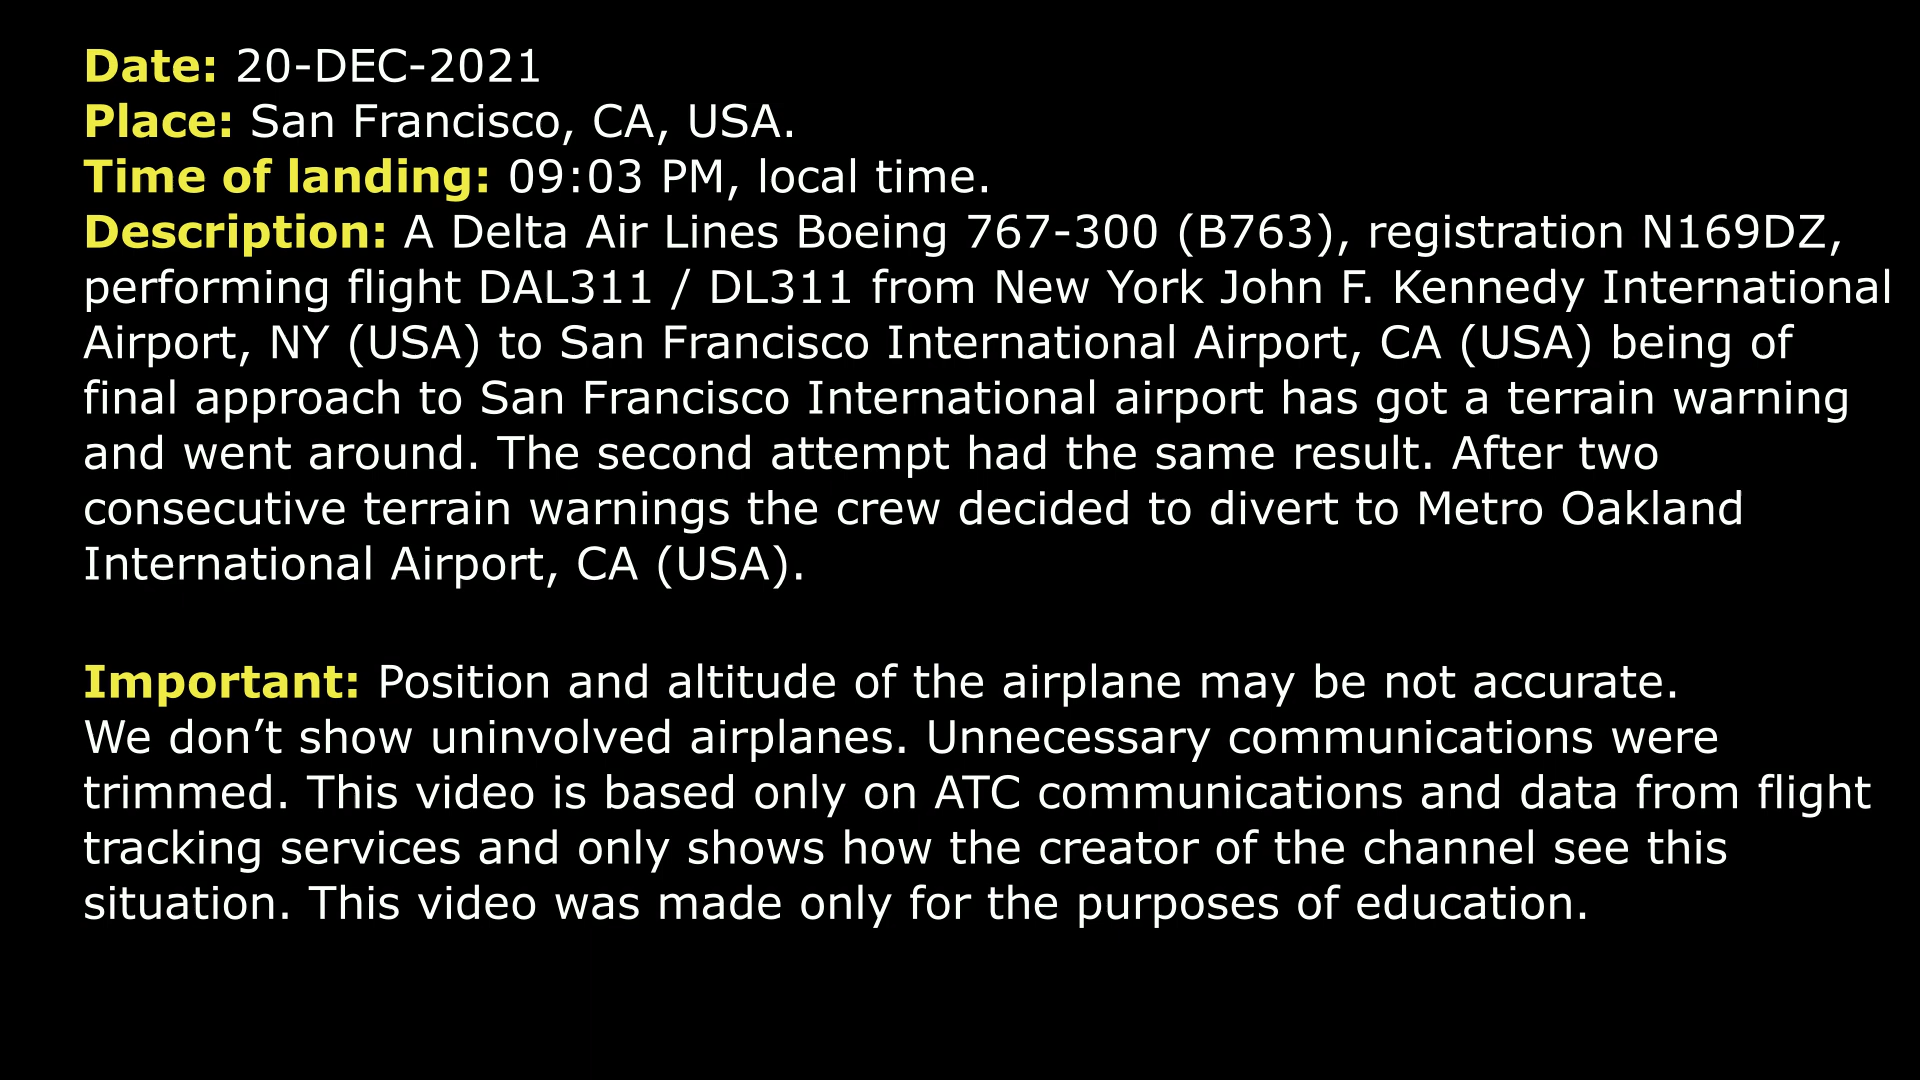 Date: 20-DEC-2021
Place: San Francisco, CA, USA.
Time of landing: 09:03 PM, local time.
Description: A Delta Air Lines Boeing 767-300 (B763), registration N169DZ,
performing flight DAL311 / DL311 from New York John F. Kennedy International
Airport, NY (USA) to San Francisco International Airport, CA (USA) being of
final approach to San Francisco International airport has got a terrain warning
and went around. The second attempt had the same result. After two
consecutive terrain warnings the crew decided to divert to Metro Oakland
International Airport, CA (USA).
Important: Position and altitude of the airplane may be not accurate.
We don’t show uninvolved airplanes. Unnecessary communications were
trimmed. This video is based only on ATC communications and data from flight
tracking services and only shows how the creator of the channel see this
situation. This video was made only for the purposes of education.